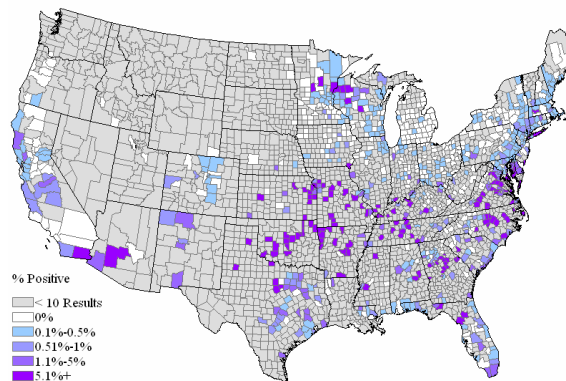 % Positive
< 10 Results
0%
0.1%-0.5%
0.51%-1%
1.1%-5%
5.1%+